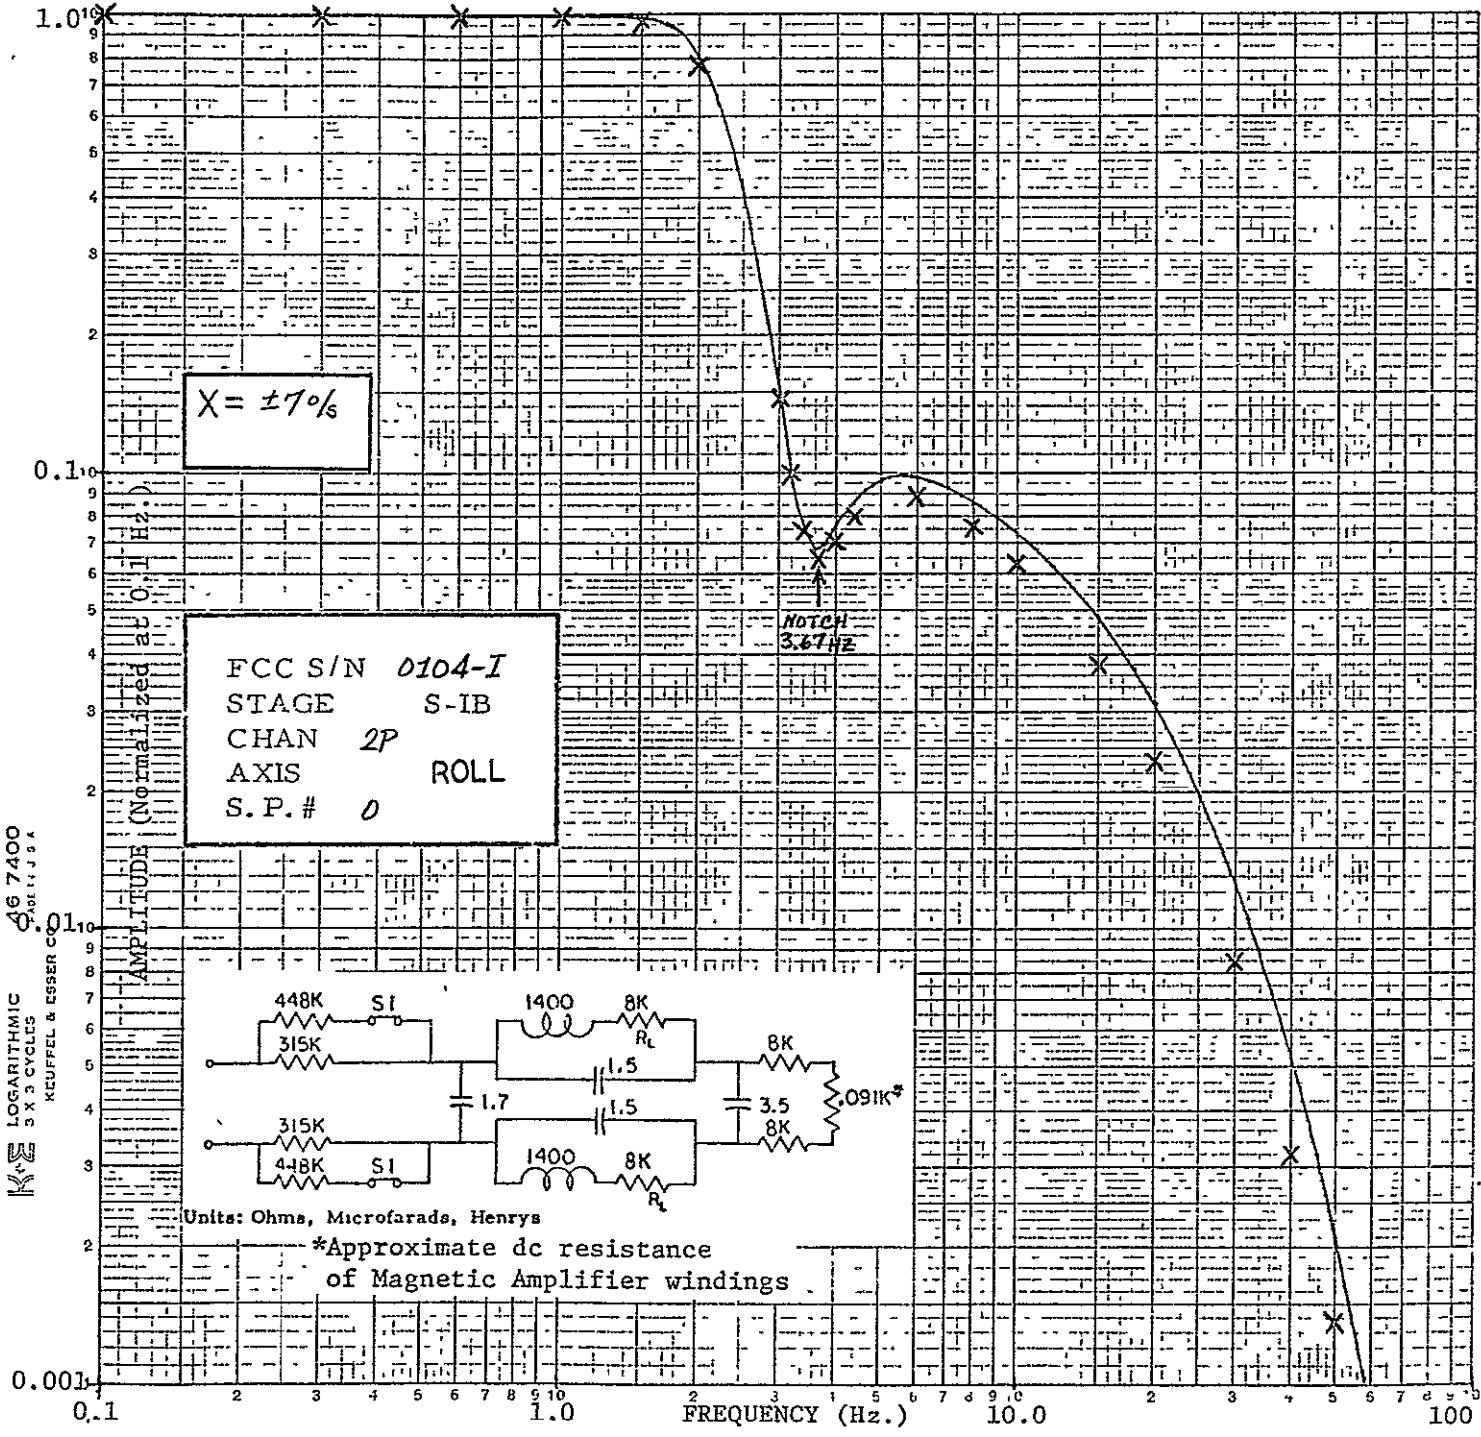 1.0
X = ±7°/s
0.1
AMPLITUDE (Normalized at 0.1 Hz.)
NOTCH
3.67 HZ
FCC S/N 0104-I
STAGE S-IB
CHAN 2P
AXIS ROLL
S. P. # 0
K+E LOGARITHMIC 46 7400
3 X 3 CYCLES
KEUFFEL & ESSER CO.
0.01
448K S1 1400 8K
R_L
315K 8K
1.5
1.7 3.5 .091K*
1.5
315K 8K
448K S1 1400 8K
R_L
Units: Ohms, Microfarads, Henrys
*Approximate dc resistance
of Magnetic Amplifier windings
0.001
0.1 1.0 FREQUENCY (Hz.) 10.0 100